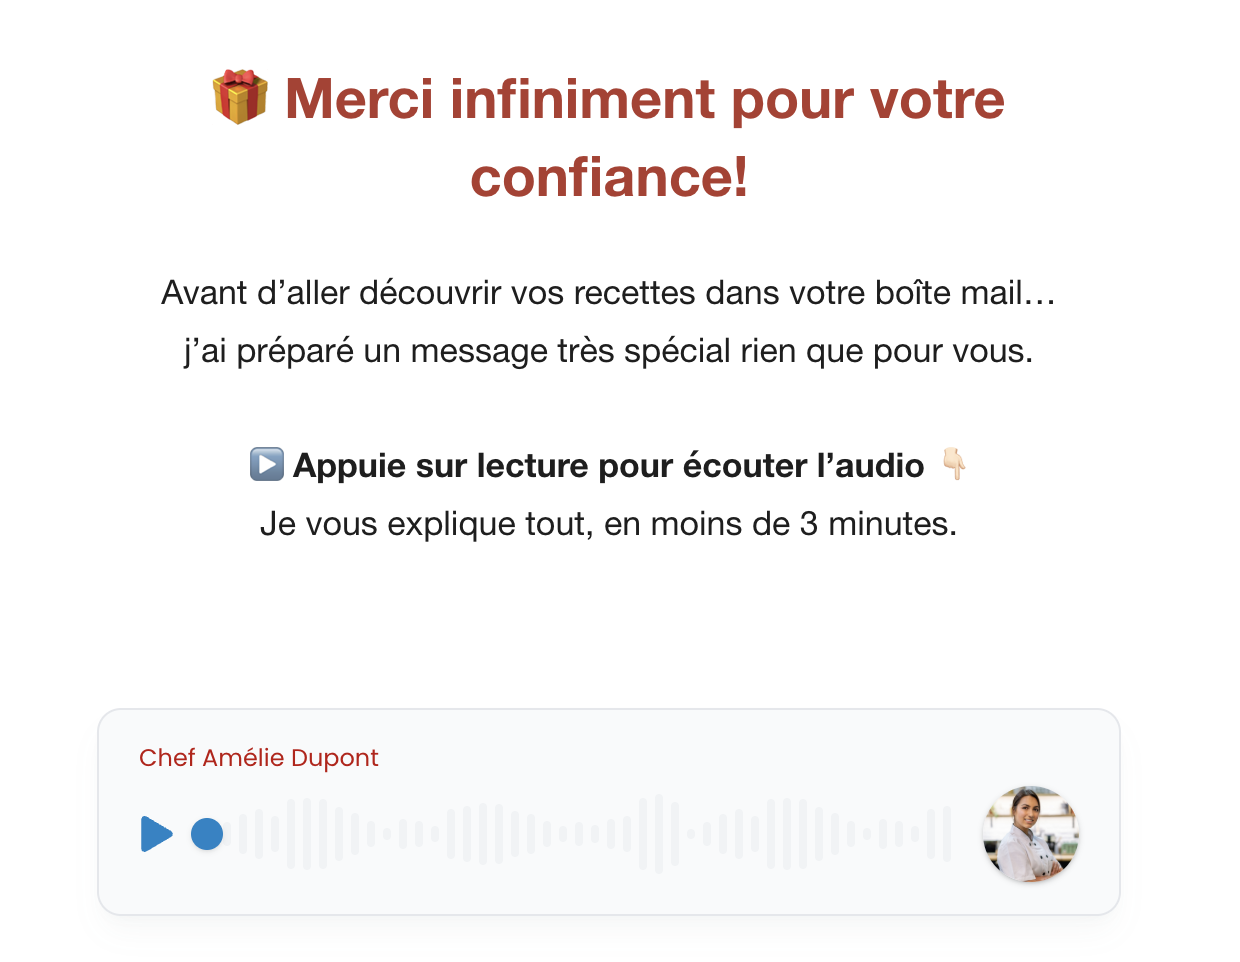 🎁 Merci infiniment pour votre
confiance!
Avant d’aller découvrir vos recettes dans votre boîte mail…
j’ai préparé un message très spécial rien que pour vous.
▶️ Appuie sur lecture pour écouter l’audio 👇🏻
Je vous explique tout, en moins de 3 minutes.
Chef Amélie Dupont